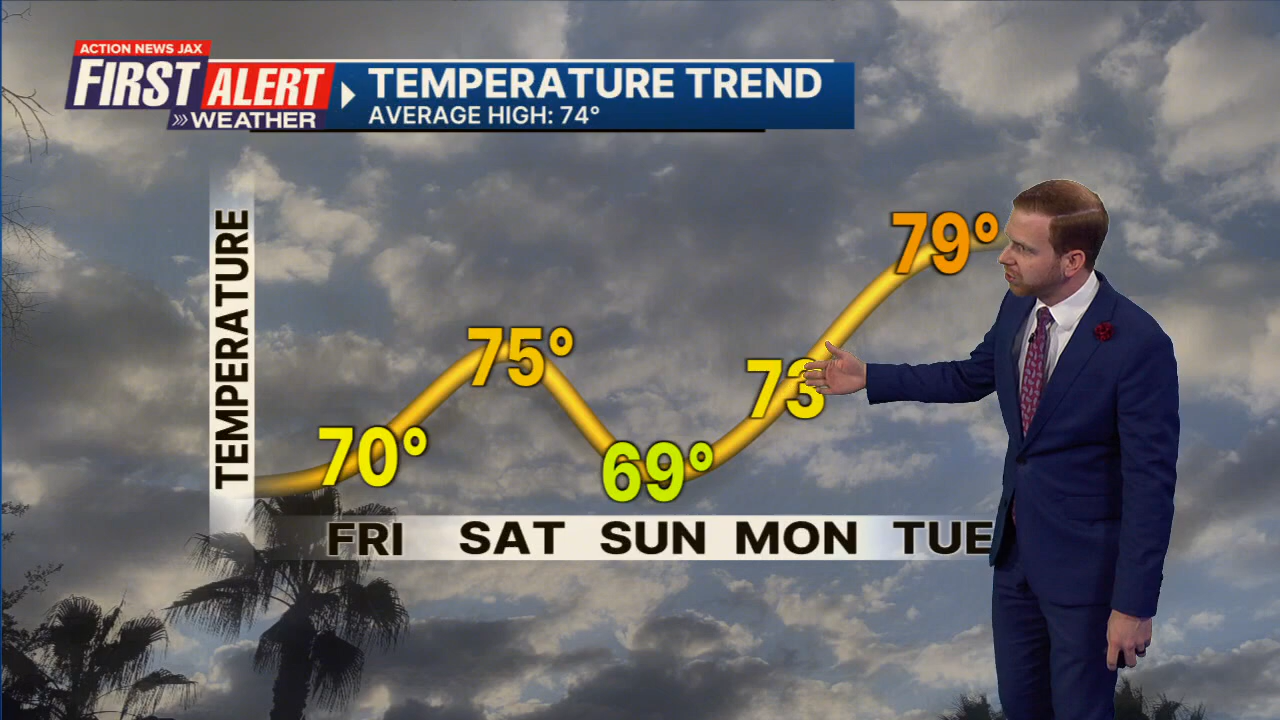 ACTION NEWS JAX
FIRST ALERT
WEATHER
TEMPERATURE TREND
AVERAGE HIGH: 74°
TEMPERATURE
79°
75°
73
70°
69°
FRI SAT SUN MON TUE